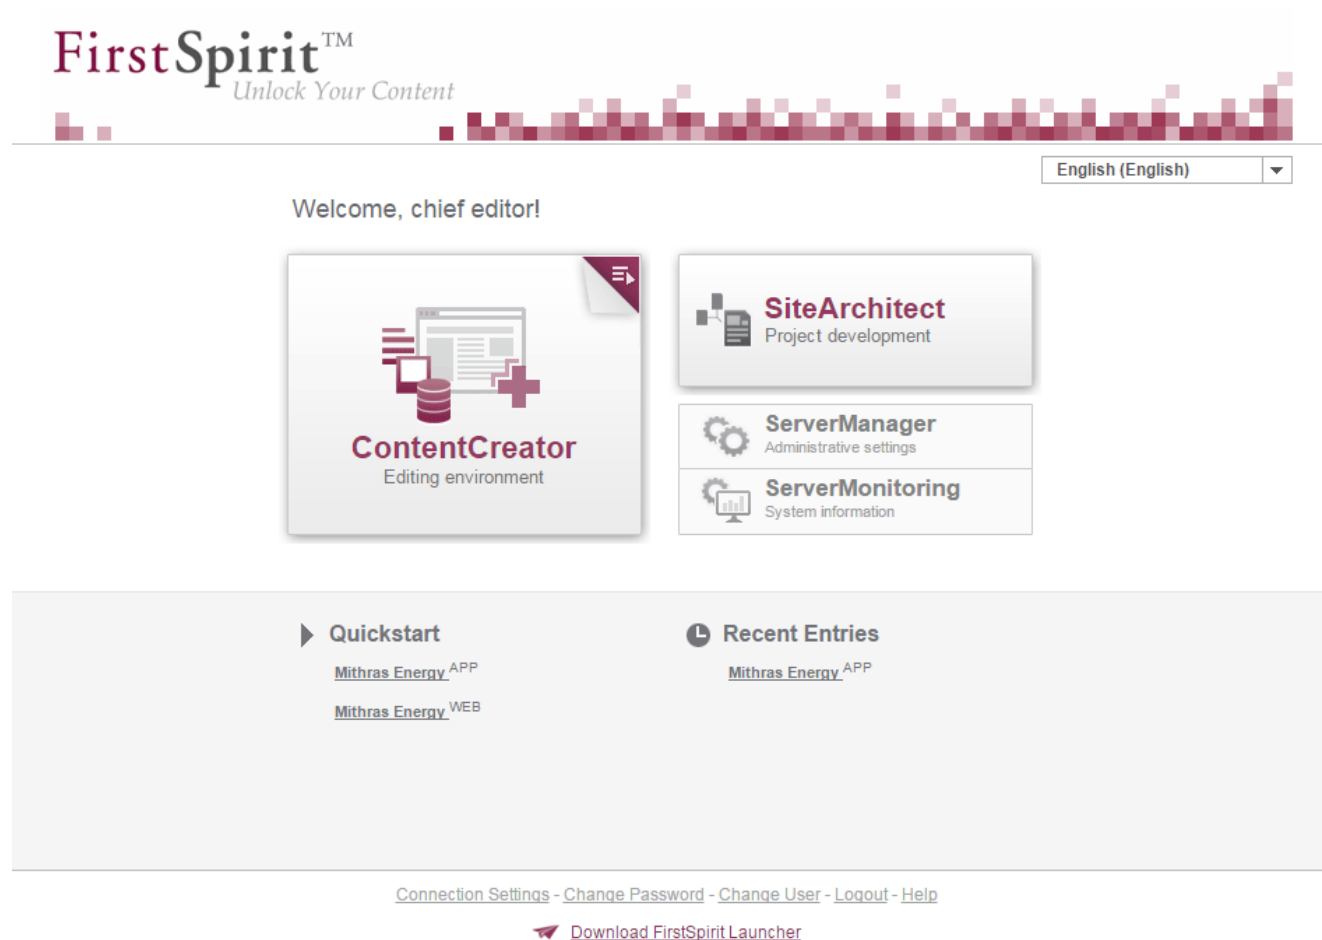 FirstSpirit™
Unlock Your Content
English (English)
Welcome, chief editor!
ContentCreator
Editing environment
SiteArchitect
Project development
ServerManager
Administrative settings
ServerMonitoring
System information
Quickstart
Mithras Energy APP
Mithras Energy WEB
Recent Entries
Mithras Energy APP
Connection Settings - Change Password - Change User - Logout - Help
Download FirstSpirit Launcher